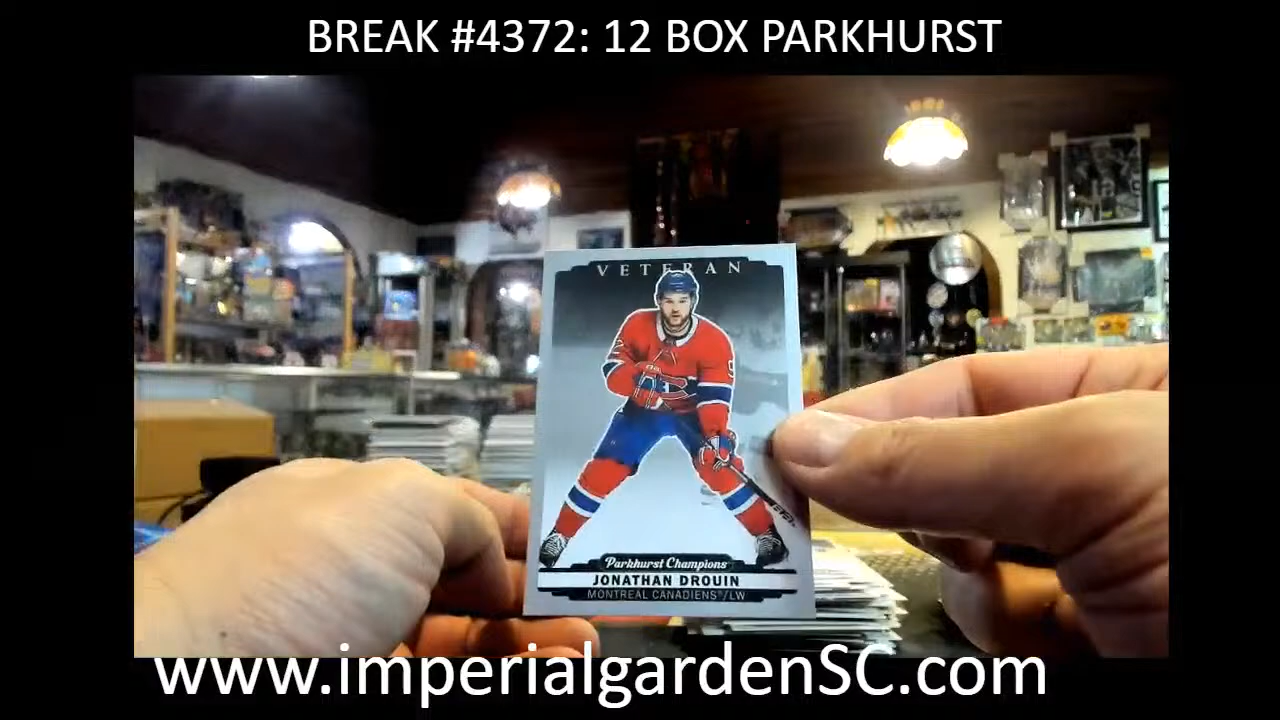 BREAK #4372: 12 BOX PARKHURST
VETERAN
Parkhurst Champions
JONATHAN DROUIN
MONTREAL CANADIENS®/LW
www.imperialgardenSC.com